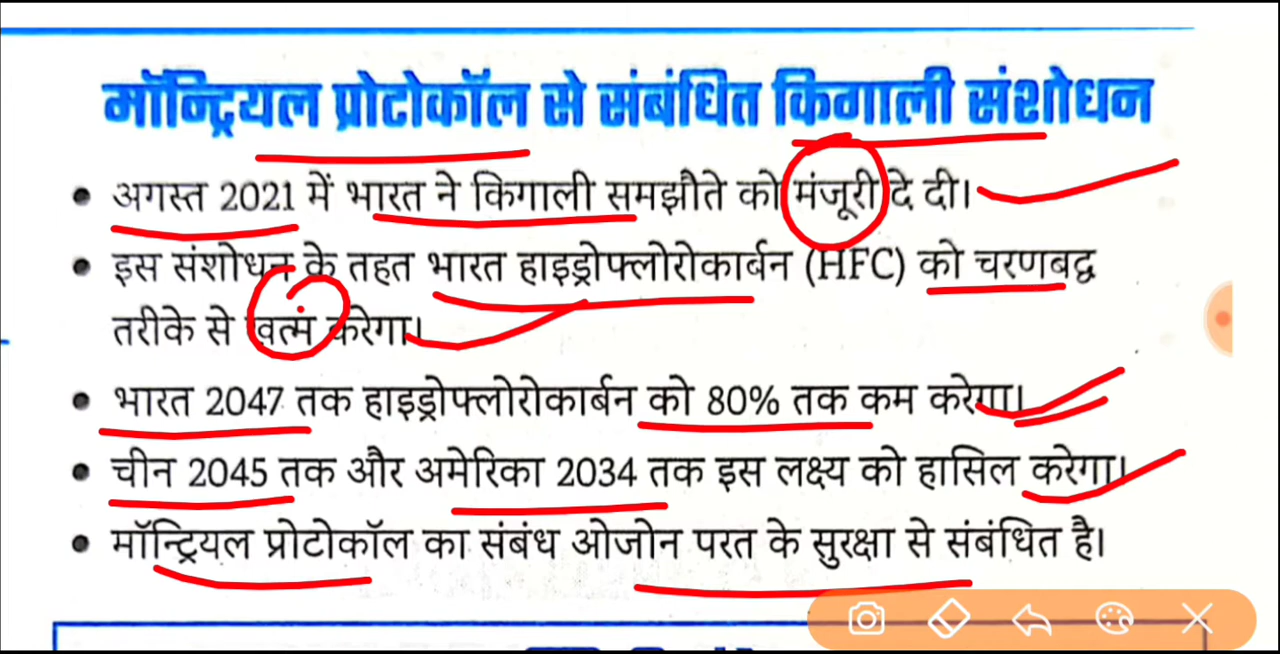 मॉन्ट्रियल प्रोटोकॉल से संबंधित किगाली संशोधन
• अगस्त 2021 में भारत ने किगाली समझौते को मंजूरी दे दी।
• इस संशोधन के तहत भारत हाइड्रोफ्लोरोकार्बन (HFC) को चरणबद्ध
तरीके से खत्म करेगा।
• भारत 2047 तक हाइड्रोफ्लोरोकार्बन को 80% तक कम करेगा।
• चीन 2045 तक और अमेरिका 2034 तक इस लक्ष्य को हासिल करेगा।
• मॉन्ट्रियल प्रोटोकॉल का संबंध ओजोन परत के सुरक्षा से संबंधित है।